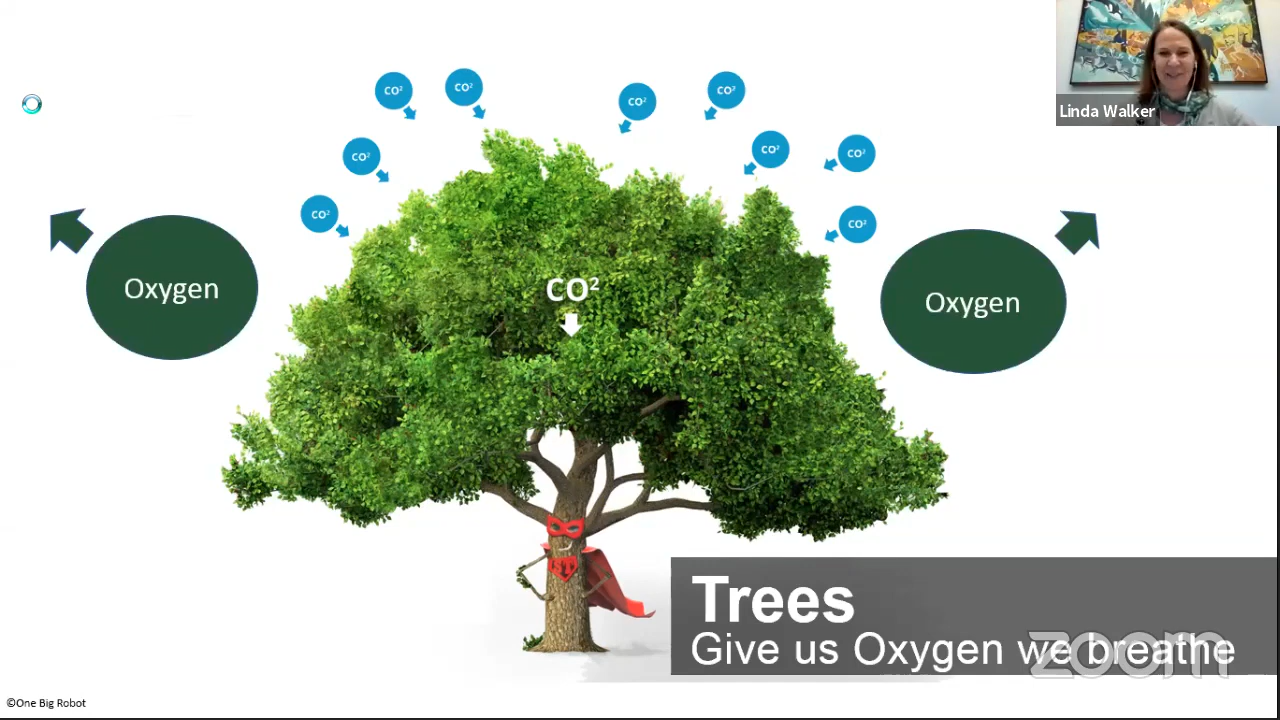 Linda Walker
CO²
CO²
CO²
CO²
CO²
CO²
CO²
CO²
CO²
Oxygen
CO²
Oxygen
ST
Trees
Give us Oxygen we breathe
zoom
©One Big Robot